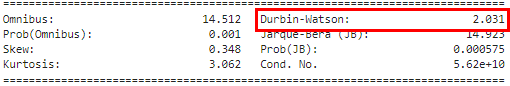 ==============================================================================
Omnibus: 14.512 Durbin-Watson: 2.031
Prob(Omnibus): 0.001 Jarque-Bera (JB): 14.923
Skew: 0.348 Prob(JB): 0.000575
Kurtosis: 3.062 Cond. No. 5.62e+10
==============================================================================